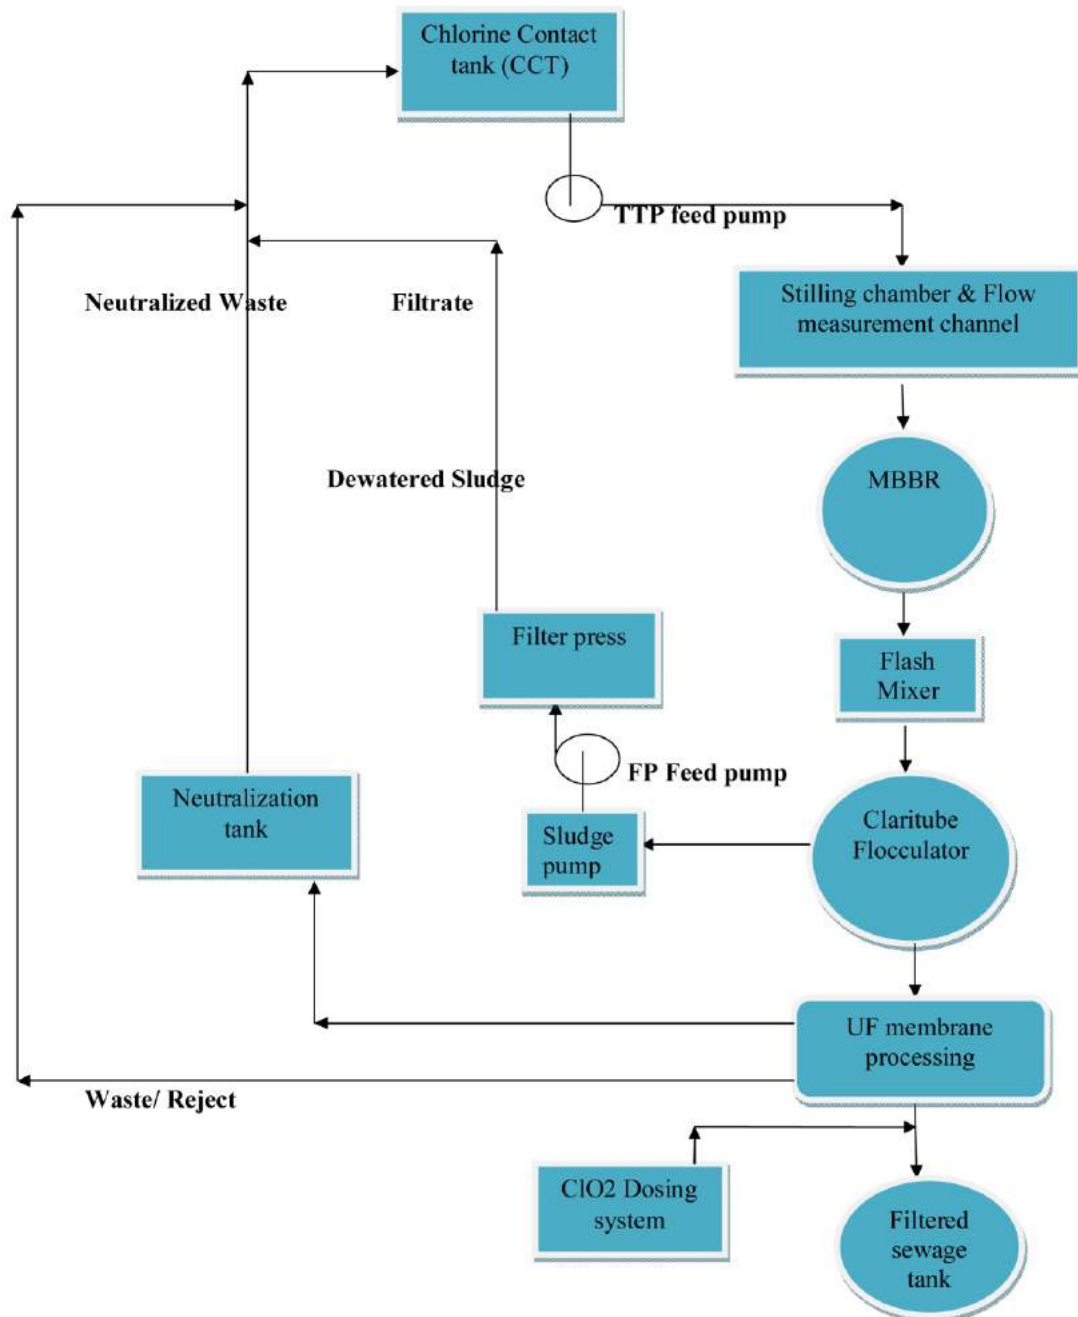 Chlorine Contact
tank (CCT)
TTP feed pump
Stilling chamber & Flow
measurement channel
Neutralized Waste
Filtrate
Dewatered Sludge
MBBR
Filter press
Flash
Mixer
FP Feed pump
Neutralization
tank
Sludge
pump
Claritube
Flocculator
UF membrane
processing
Waste/ Reject
ClO2 Dosing
system
Filtered
sewage
tank